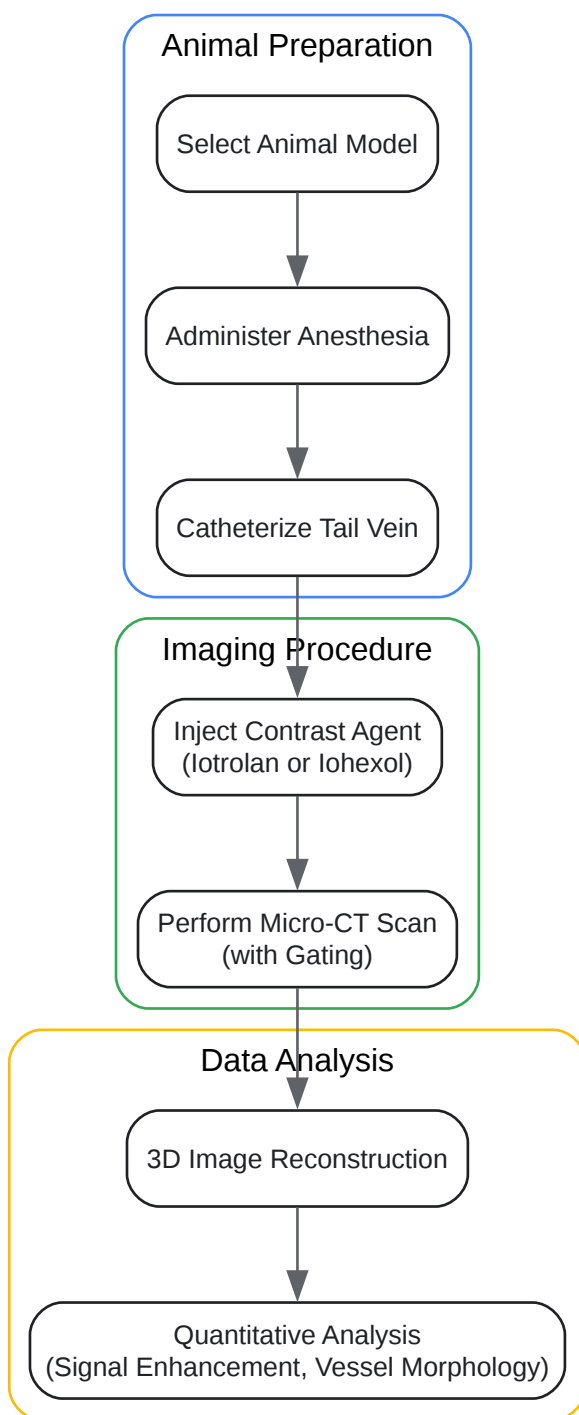 Animal Preparation
Select Animal Model
Administer Anesthesia
Catheterize Tail Vein
Imaging Procedure
Inject Contrast Agent
(Iotrolan or Iohexol)
Perform Micro-CT Scan
(with Gating)
Data Analysis
3D Image Reconstruction
Quantitative Analysis
(Signal Enhancement, Vessel Morphology)